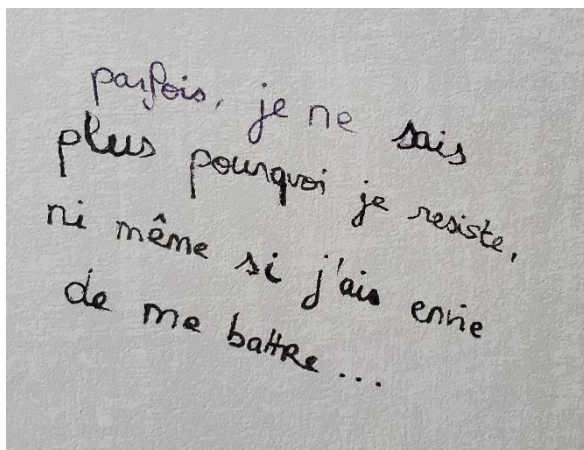 parfois, je ne sais
plus pourquoi je resiste,
ni même si j'ais envie
de me battre...